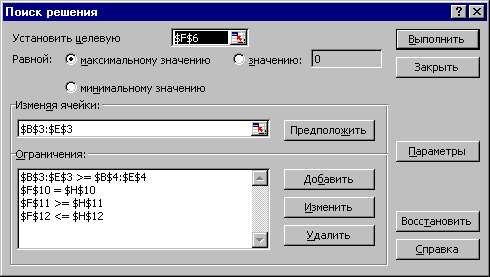 Поиск решения
Установить целевую $F$6 Выполнить
Равной: максимальному значению значению: 0 Закрыть
минимальному значению
Изменяя ячейки:
$B$3:$E$3 Предположить
Ограничения: Параметры
$B$3:$E$3 >= $B$4:$E$4 Добавить
$F$10 = $H$10
$F$11 >= $H$11 Изменить
$F$12 <= $H$12 Восстановить
Удалить
Справка